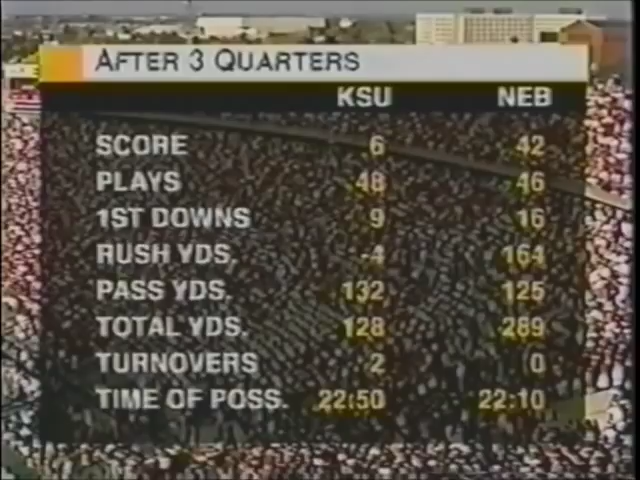 AFTER 3 QUARTERS
KSU NEB
SCORE 6 42
PLAYS 48 46
1ST DOWNS 9 16
RUSH YDS. -4 164
PASS YDS. 132 125
TOTAL YDS. 128 289
TURNOVERS 2 0
TIME OF POSS. 22:50 22:10